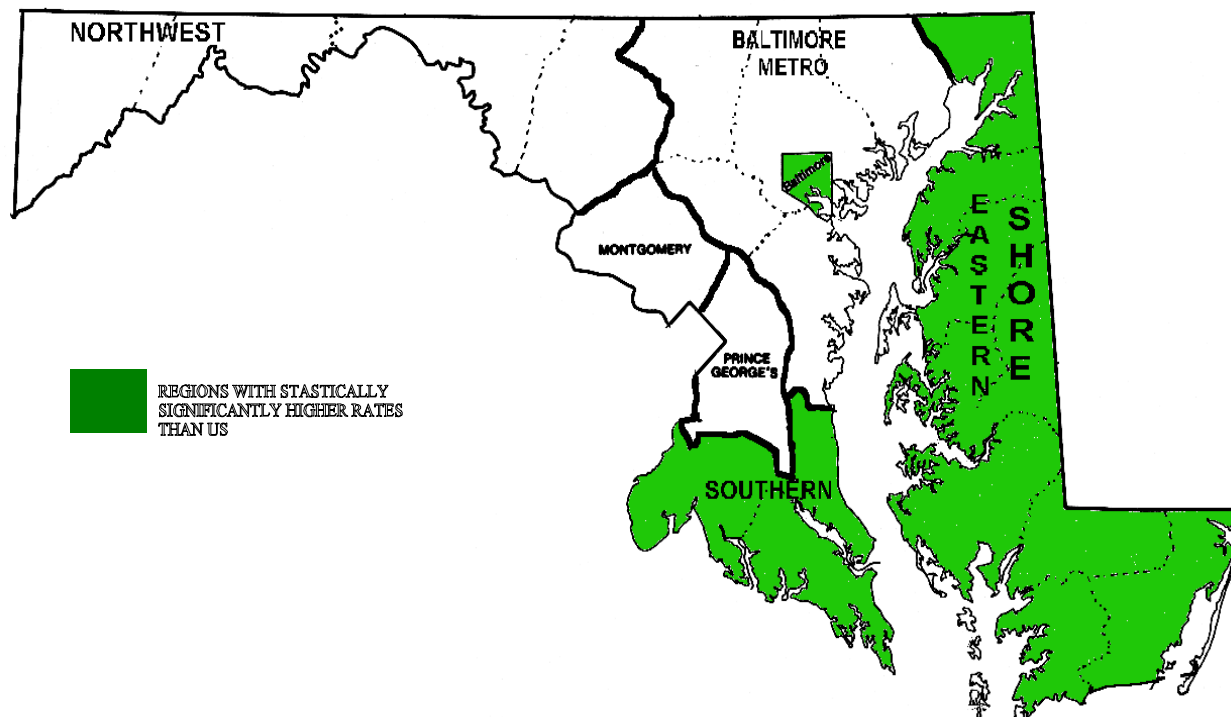 NORTHWEST
BALTIMORE
METRO
Baltimore
MONTGOMERY
EASTERN
SHORE
PRINCE
GEORGE'S
REGIONS WITH STASTICALLY
SIGNIFICANTLY HIGHER RATES
THAN US
SOUTHERN